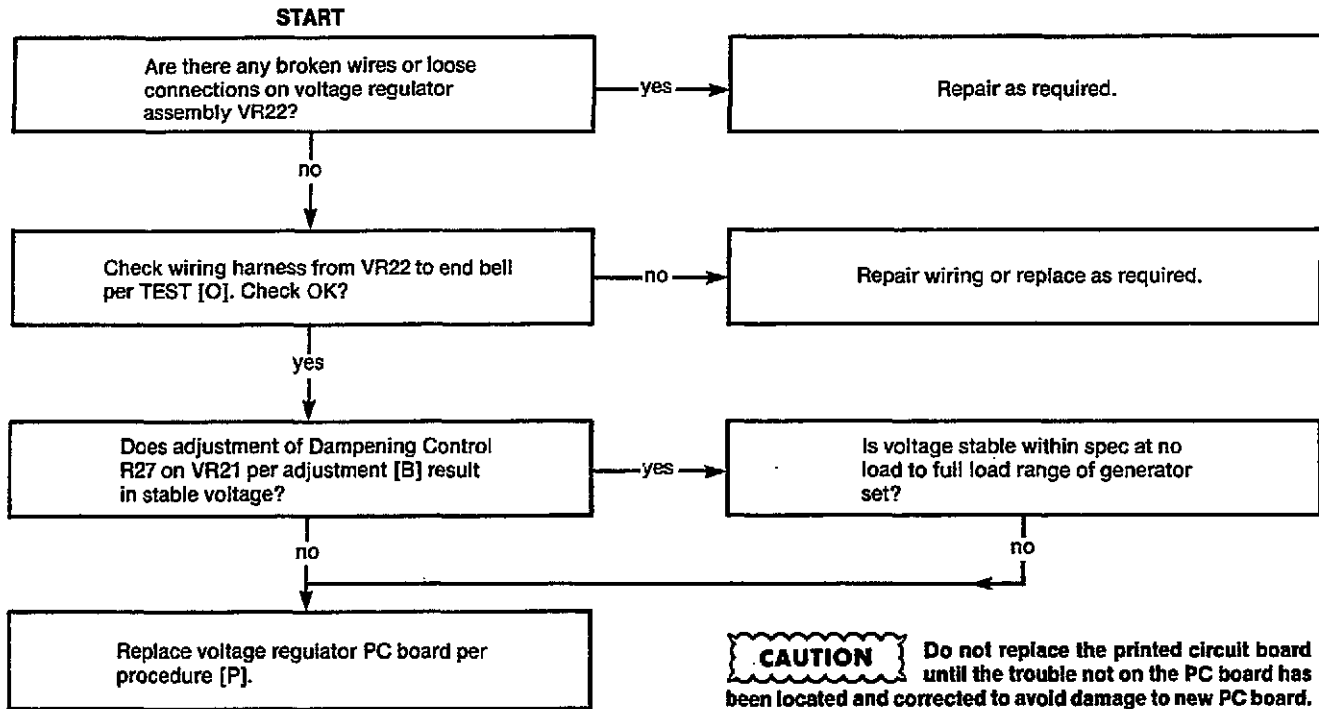 START
Are there any broken wires or loose
connections on voltage regulator
assembly VR22?
yes
Repair as required.
no
Check wiring harness from VR22 to end bell
per TEST [O]. Check OK?
no
Repair wiring or replace as required.
yes
Does adjustment of Dampening Control
R27 on VR21 per adjustment [B] result
in stable voltage?
yes
Is voltage stable within spec at no
load to full load range of generator
set?
no
no
Replace voltage regulator PC board per
procedure [P].
CAUTION Do not replace the printed circuit board
until the trouble not on the PC board has
been located and corrected to avoid damage to new PC board.